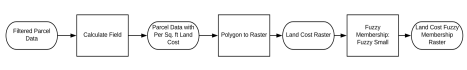 Filtered Parcel
Data
Calculate Field
Parcel Data with
Per Sq. ft Land
Cost
Polygon to Raster
Land Cost Raster
Fuzzy
Membership:
Fuzzy Small
Land Cost Fuzzy
Membership
Raster